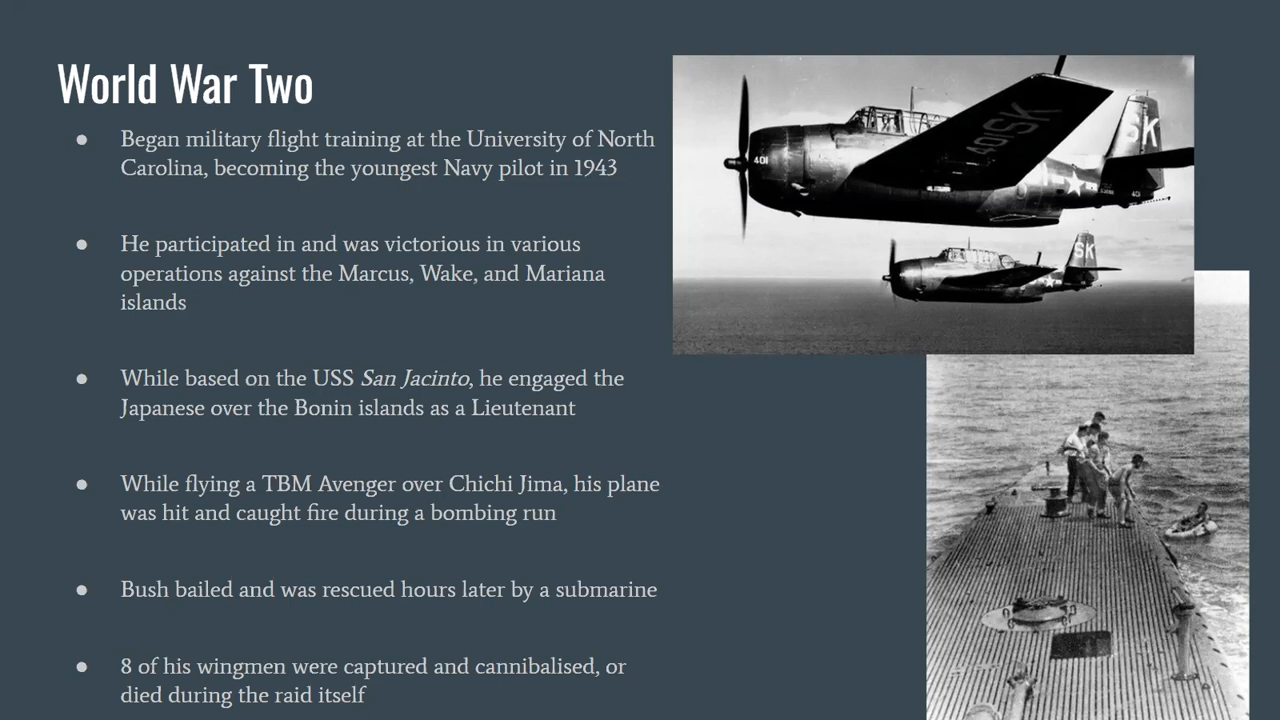 World War Two
● Began military flight training at the University of North
Carolina, becoming the youngest Navy pilot in 1943
● He participated in and was victorious in various
operations against the Marcus, Wake, and Mariana
islands
● While based on the USS San Jacinto, he engaged the
Japanese over the Bonin islands as a Lieutenant
● While flying a TBM Avenger over Chichi Jima, his plane
was hit and caught fire during a bombing run
● Bush bailed and was rescued hours later by a submarine
● 8 of his wingmen were captured and cannibalised, or
died during the raid itself
401
401SK
SK
SK